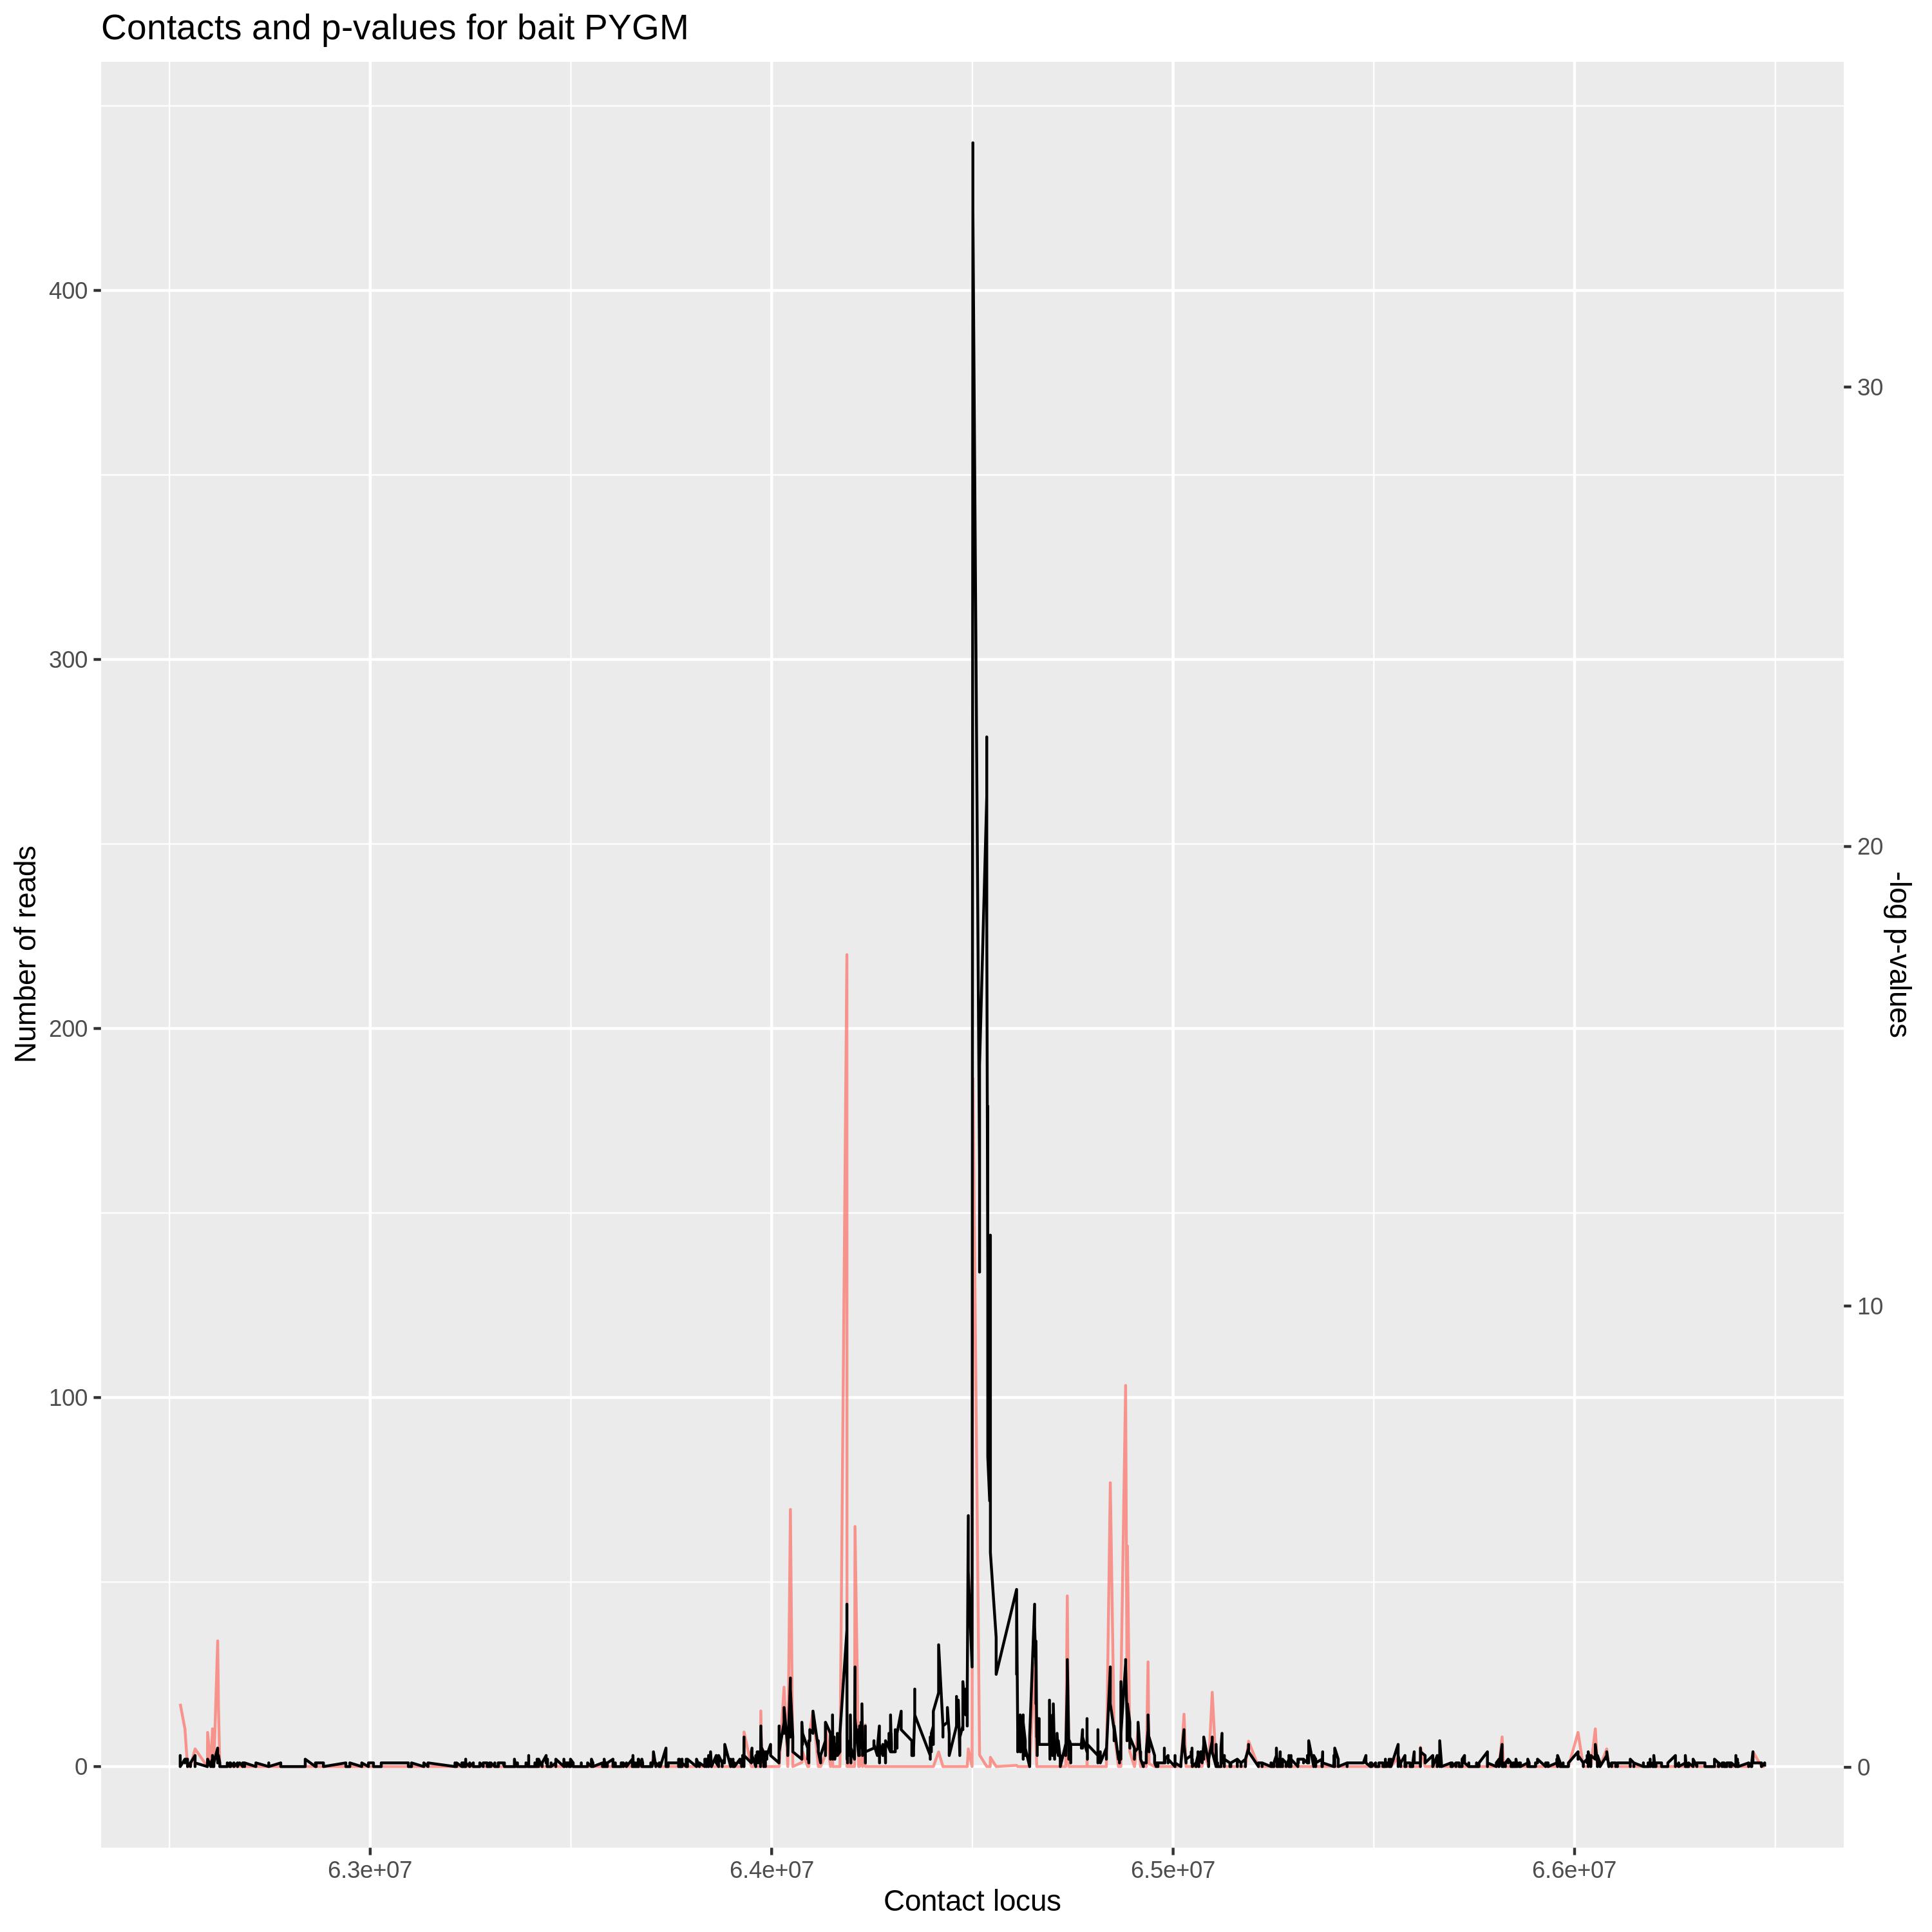 Contacts and p-values for bait PYGM
Number of reads
400
300
200
100
0
30
20
10
0
-log p-values
6.3e+07
6.4e+07
6.5e+07
6.6e+07
Contact locus